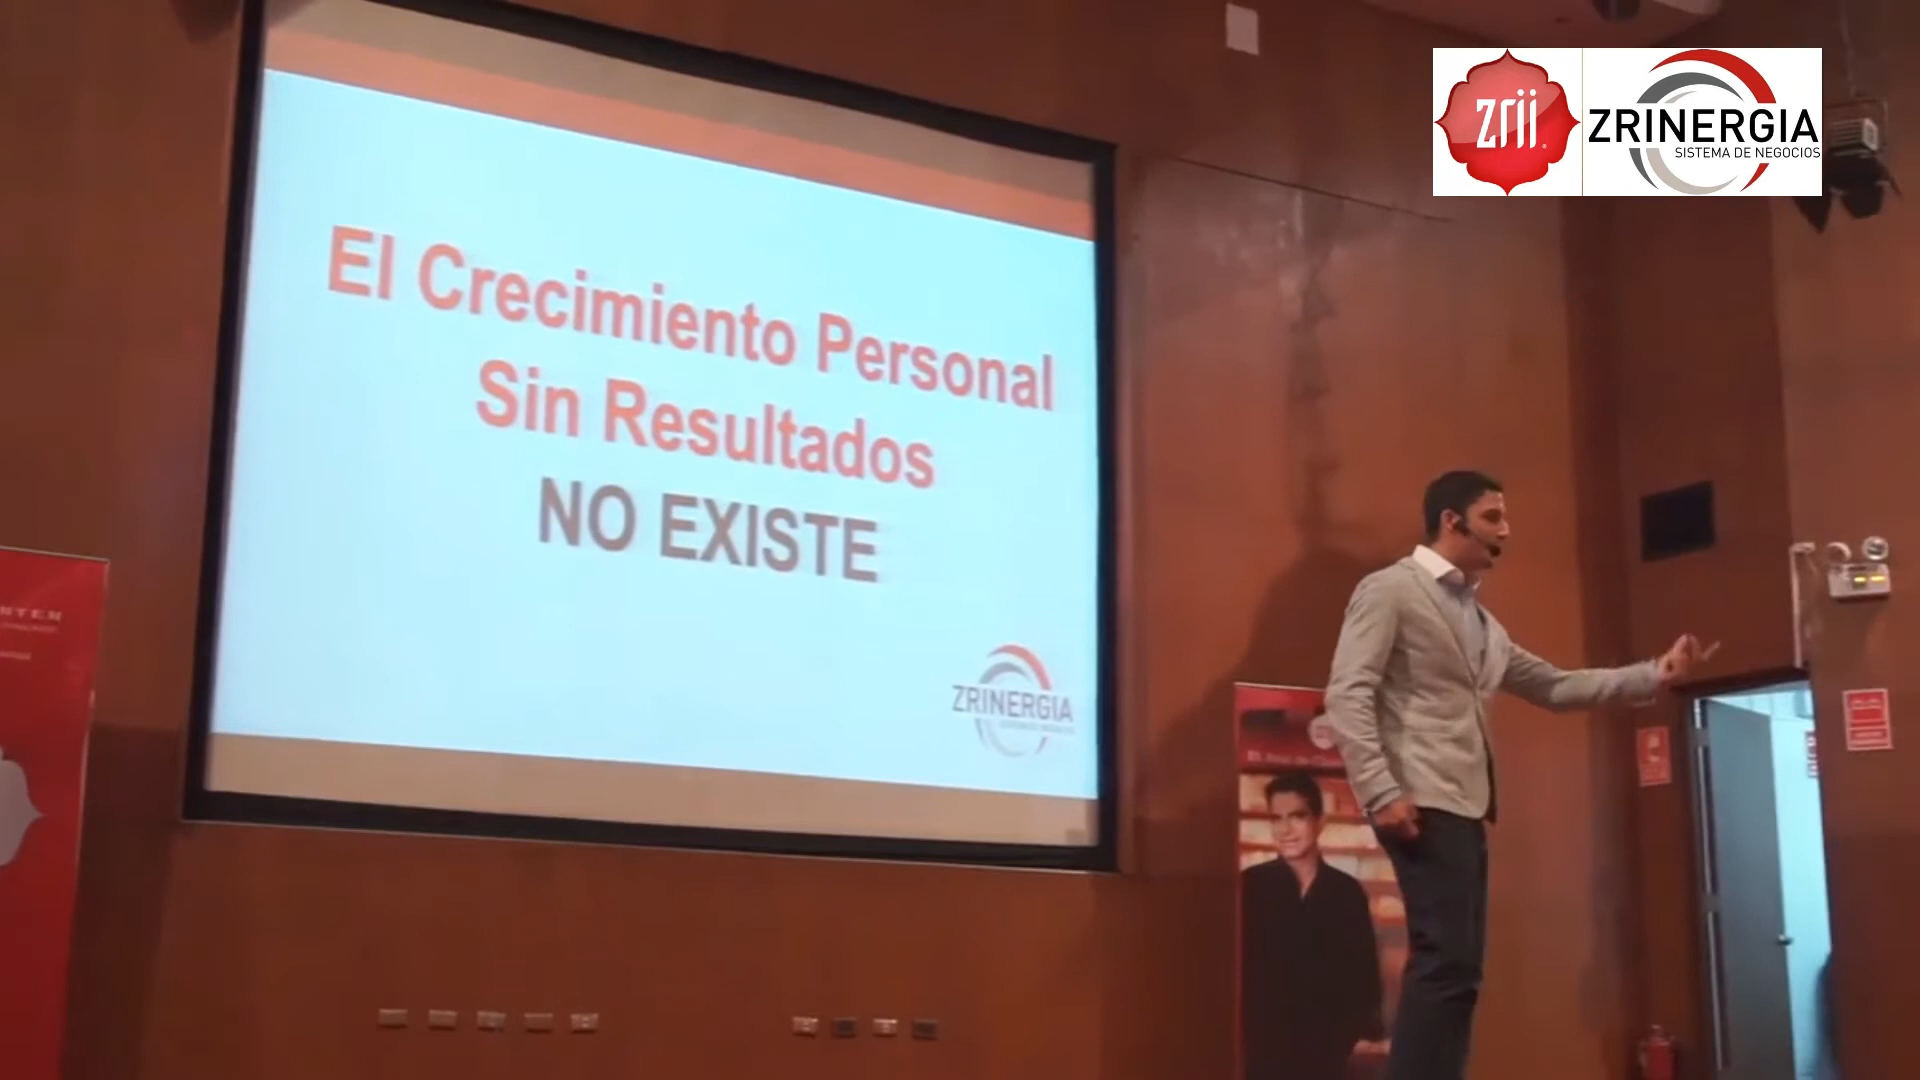 El Crecimiento Personal
Sin Resultados
NO EXISTE
ZRINERGIA
zrii
ZRINERGIA
SISTEMA DE NEGOCIOS